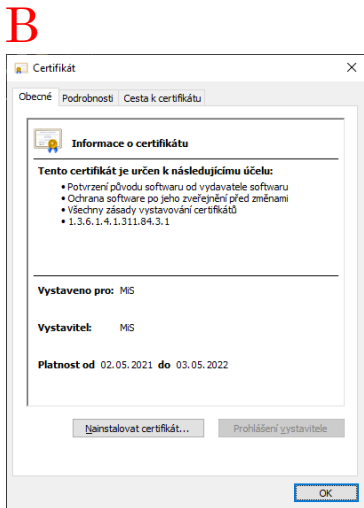 B
Certifikát
Obecné Podrobnosti Cesta k certifikátu
Informace o certifikátu
Tento certifikát je určen k následujícímu účelu:
• Potvrzení původu softwaru od vydavatele softwaru
• Ochrana software po jeho zveřejnění před změnami
• Všechny zásady vystavování certifikátů
• 1.3.6.1.4.1.311.84.3.1
Vystaveno pro: MiS
Vystavitel: MiS
Platnost od 02.05.2021 do 03.05.2022
Nainstalovat certifikát... Prohlášení vystavitele
OK